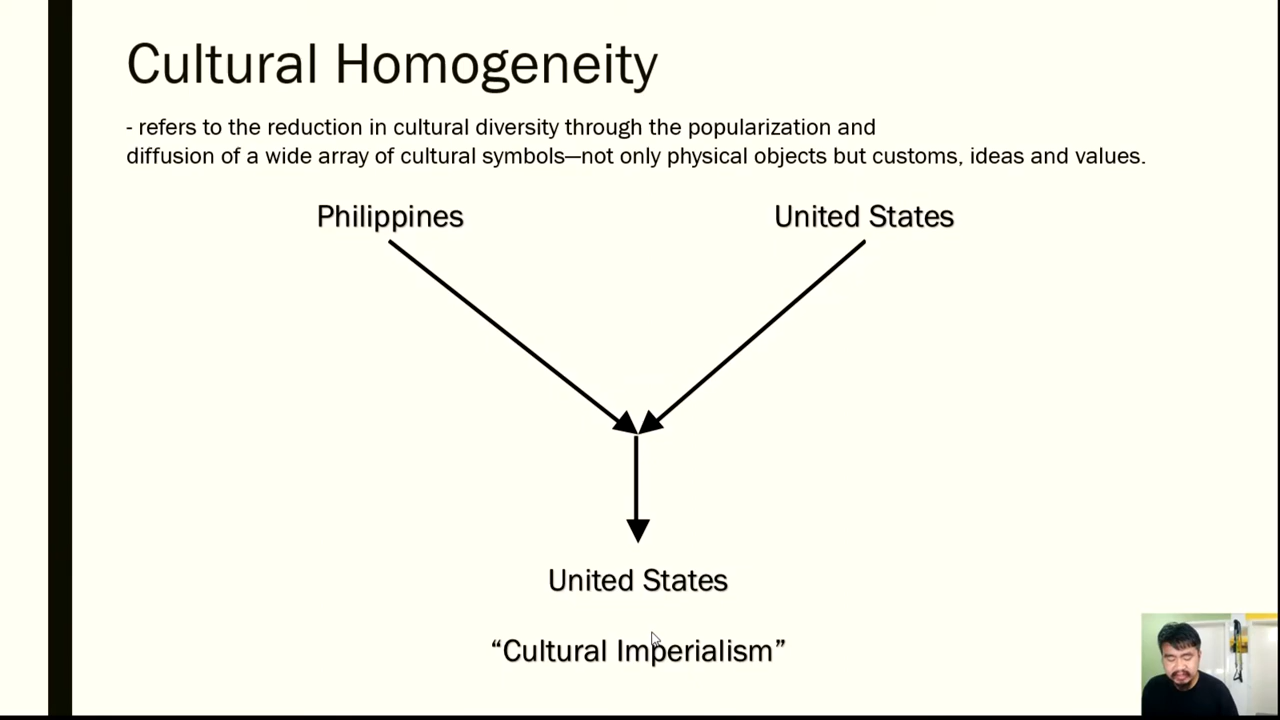 Cultural Homogeneity
- refers to the reduction in cultural diversity through the popularization and
diffusion of a wide array of cultural symbols—not only physical objects but customs, ideas and values.
Philippines
United States
United States
“Cultural Imperialism”